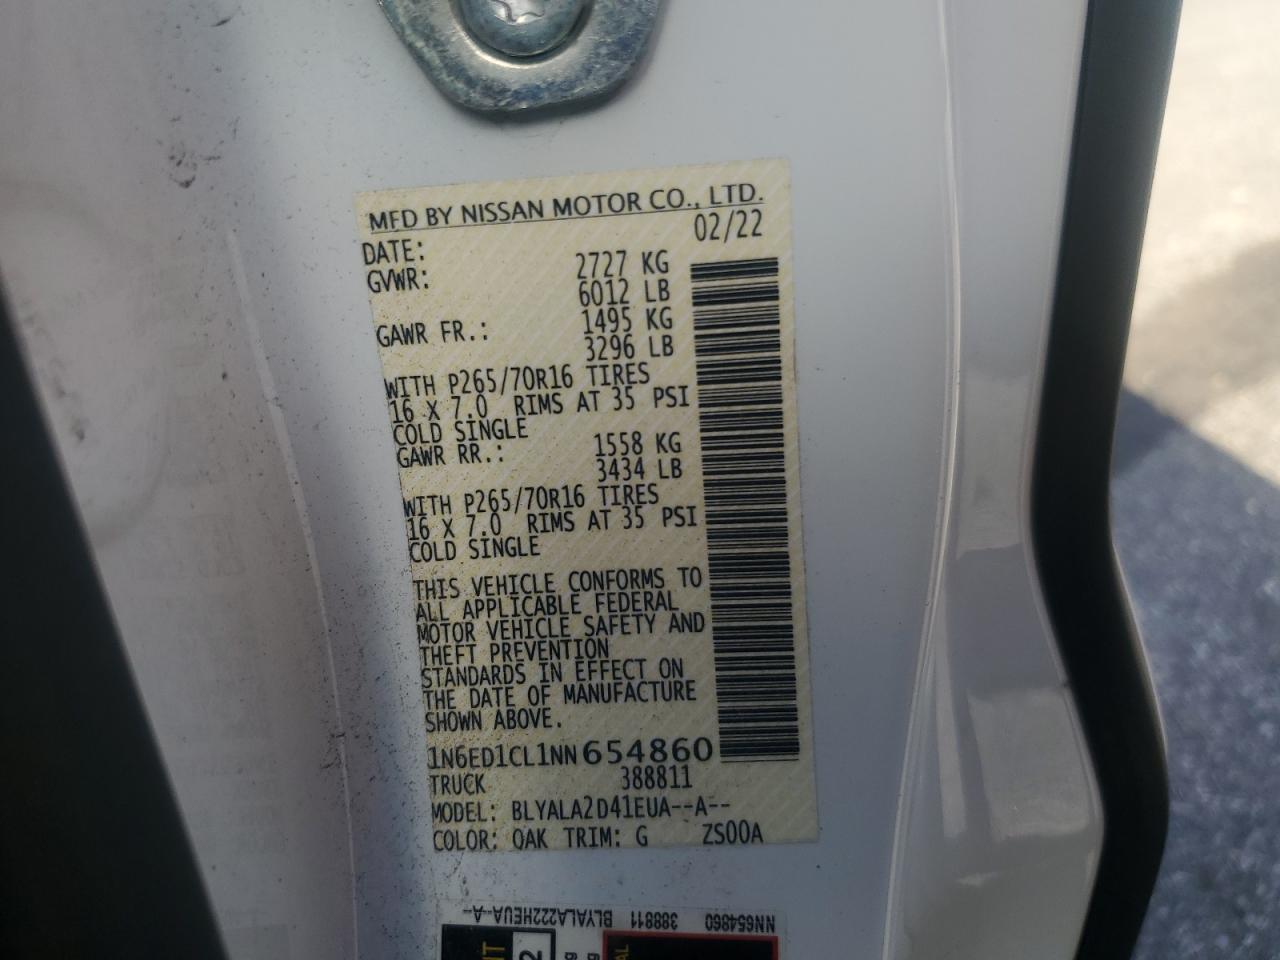 MFD BY NISSAN MOTOR CO., LTD.
DATE: 02/22
GVWR: 2727 KG
6012 LB
GAWR FR.: 1495 KG
3296 LB
WITH P265/70R16 TIRES
16 X 7.0 RIMS AT 35 PSI
COLD SINGLE
GAWR RR.: 1558 KG
3434 LB
WITH P265/70R16 TIRES
16 X 7.0 RIMS AT 35 PSI
COLD SINGLE
THIS VEHICLE CONFORMS TO
ALL APPLICABLE FEDERAL
MOTOR VEHICLE SAFETY AND
THEFT PREVENTION
STANDARDS IN EFFECT ON
THE DATE OF MANUFACTURE
SHOWN ABOVE.
1N6ED1CL1NN654860
TRUCK 388811
MODEL: BLYALA2D41EUA--A--
COLOR: QAK TRIM: G ZS00A
NN654860 388811 BLYALA222HEUA--A--